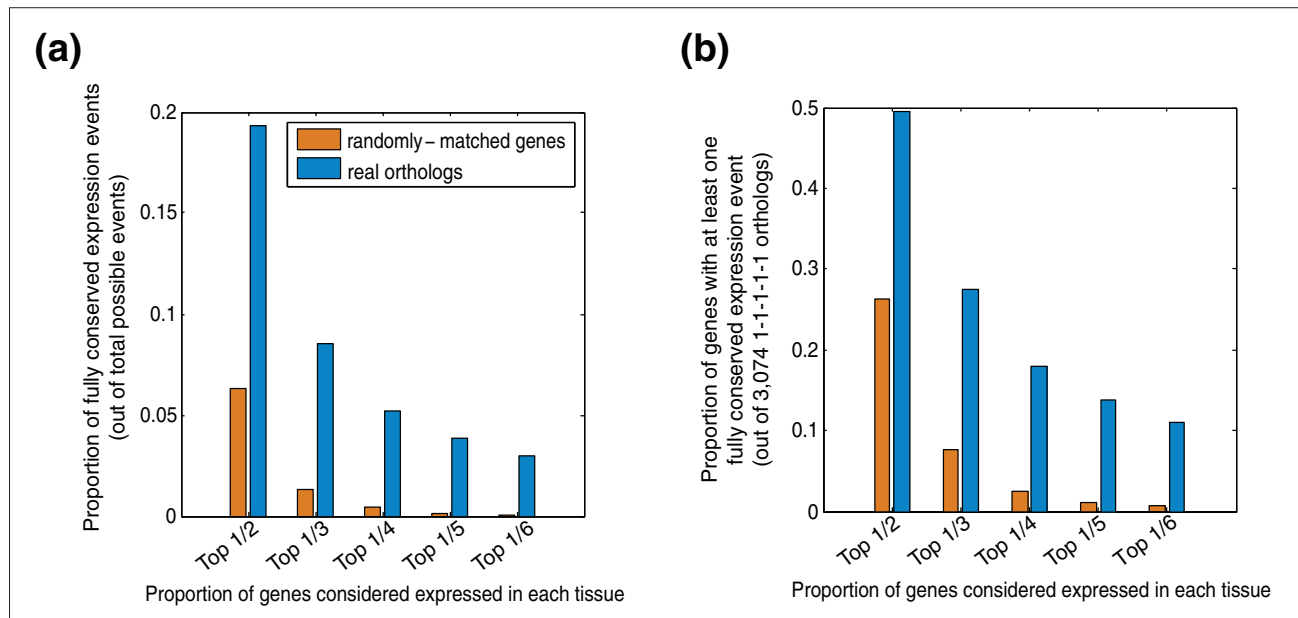 (a)
Proportion of fully conserved expression events
(out of total possible events)
0.2
0.15
0.1
0.05
0
randomly–matched genes
real orthologs
Top 1/2
Top 1/3
Top 1/4
Top 1/5
Top 1/6
Proportion of genes considered expressed in each tissue
(b)
Proportion of genes with at least one
fully conserved expression event
(out of 3,074 1-1-1-1-1 orthologs)
0.5
0.4
0.3
0.2
0.1
0
Top 1/2
Top 1/3
Top 1/4
Top 1/5
Top 1/6
Proportion of genes considered expressed in each tissue